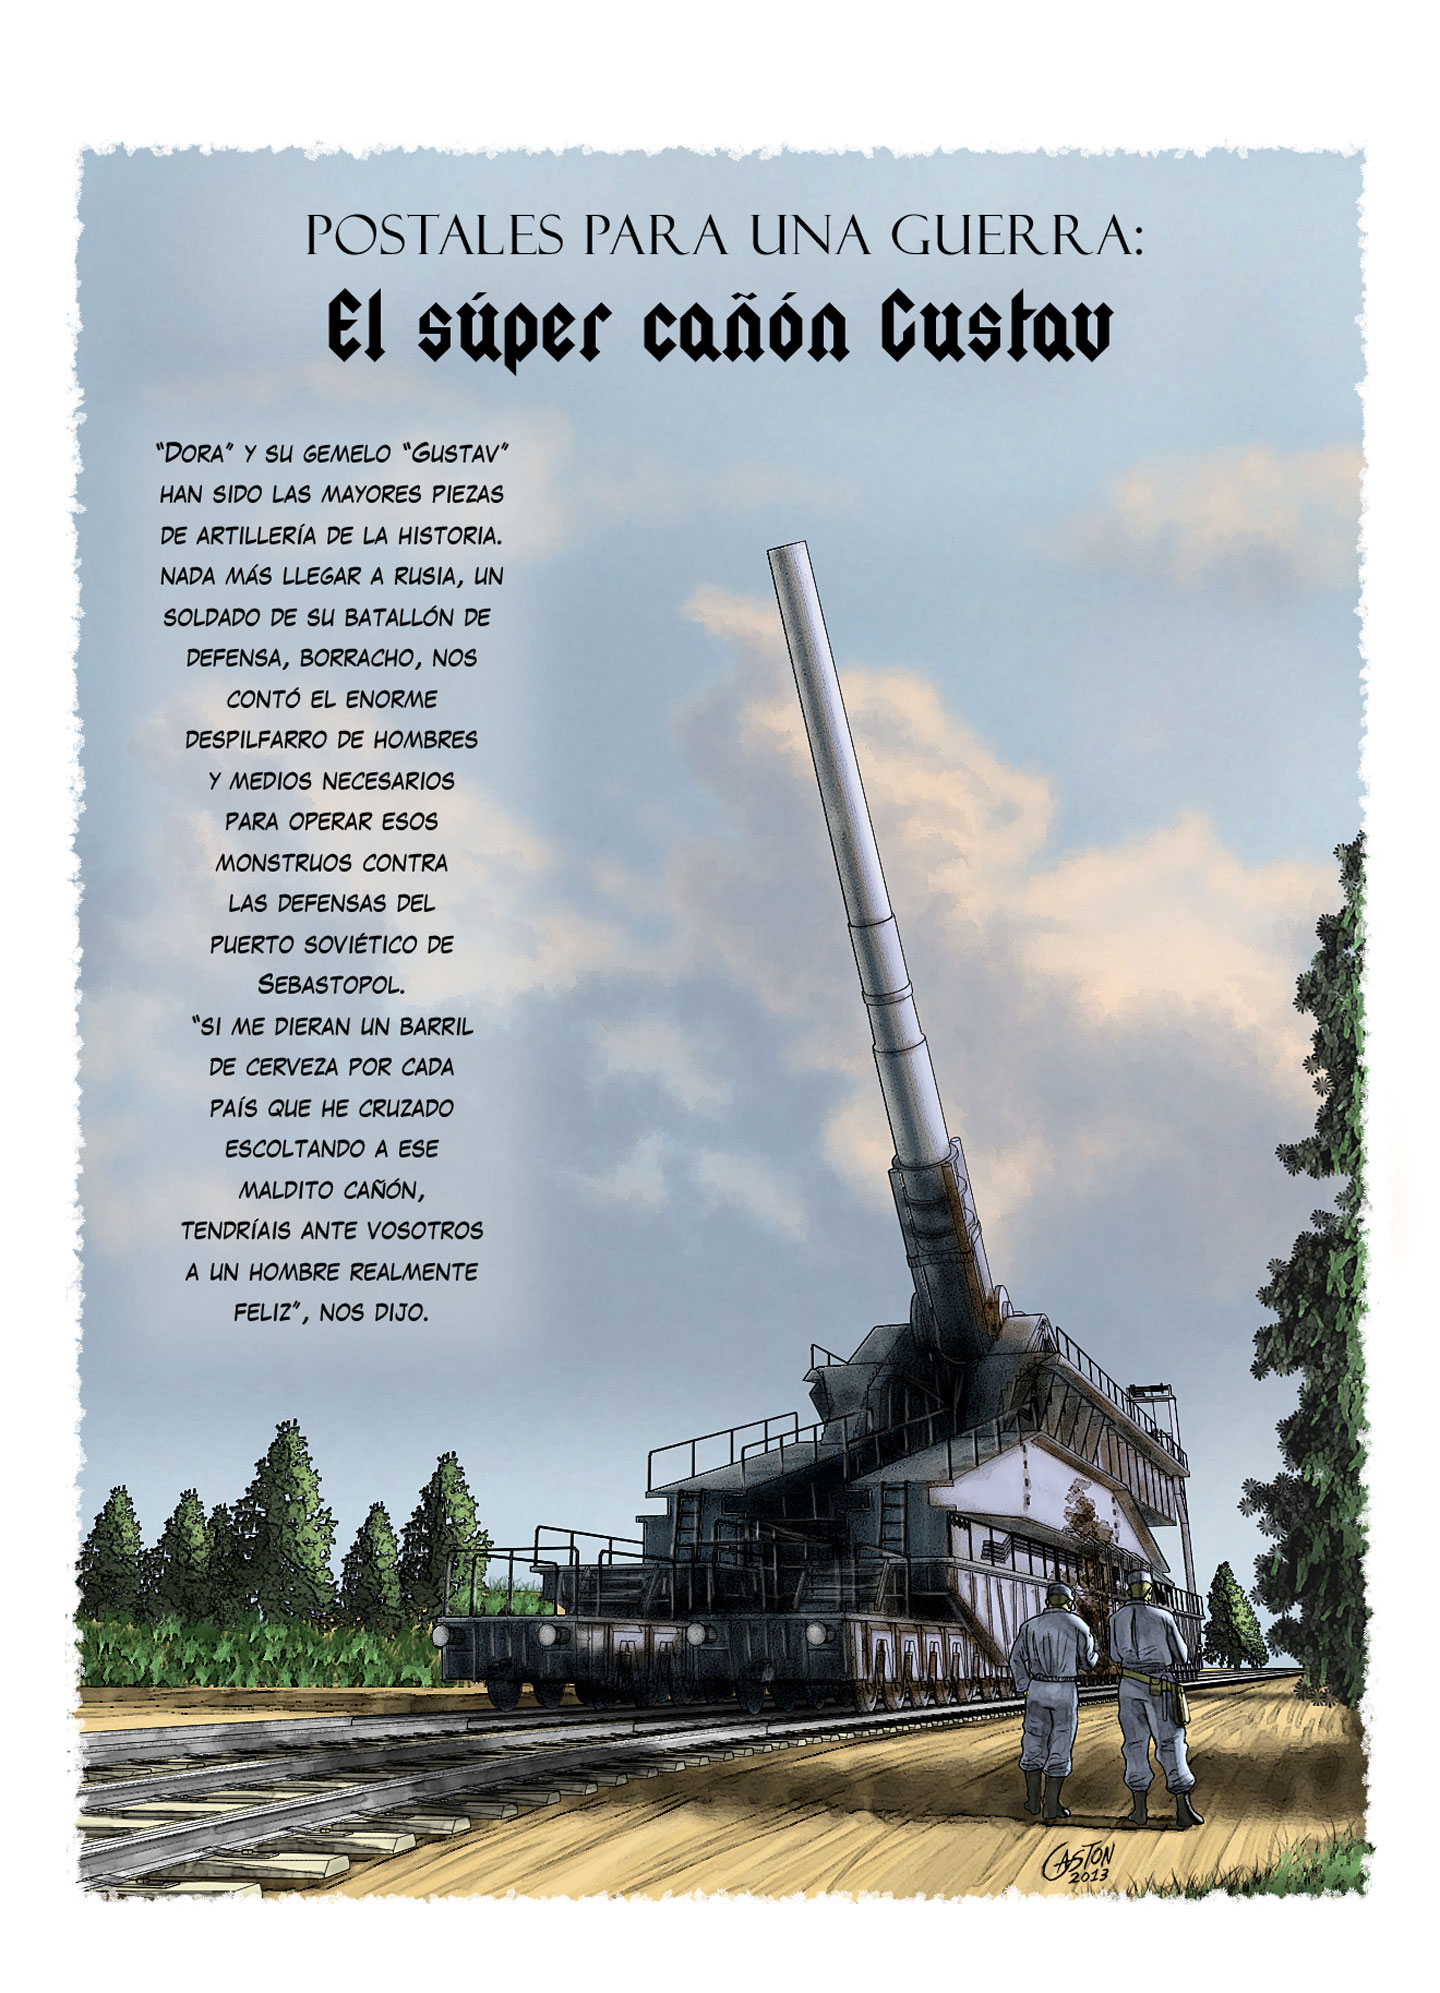 POSTALES PARA UNA GUERRA:
El súper cañón Gustav
"DORA" Y SU GEMELO "GUSTAV"
HAN SIDO LAS MAYORES PIEZAS
DE ARTILLERÍA DE LA HISTORIA.
NADA MÁS LLEGAR A RUSIA, UN
SOLDADO DE SU BATALLÓN DE
DEFENSA, BORRACHO, NOS
CONTÓ EL ENORME
DESPILFARRO DE HOMBRES
Y MEDIOS NECESARIOS
PARA OPERAR ESOS
MONSTRUOS CONTRA
LAS DEFENSAS DEL
PUERTO SOVIÉTICO DE
SEBASTOPOL.
"SI ME DIERAN UN BARRIL
DE CERVEZA POR CADA
PAÍS QUE HE CRUZADO
ESCOLTANDO A ESE
MALDITO CAÑÓN,
TENDRÍAIS ANTE VOSOTROS
A UN HOMBRE REALMENTE
FELIZ", NOS DIJO.
GASTON
2013